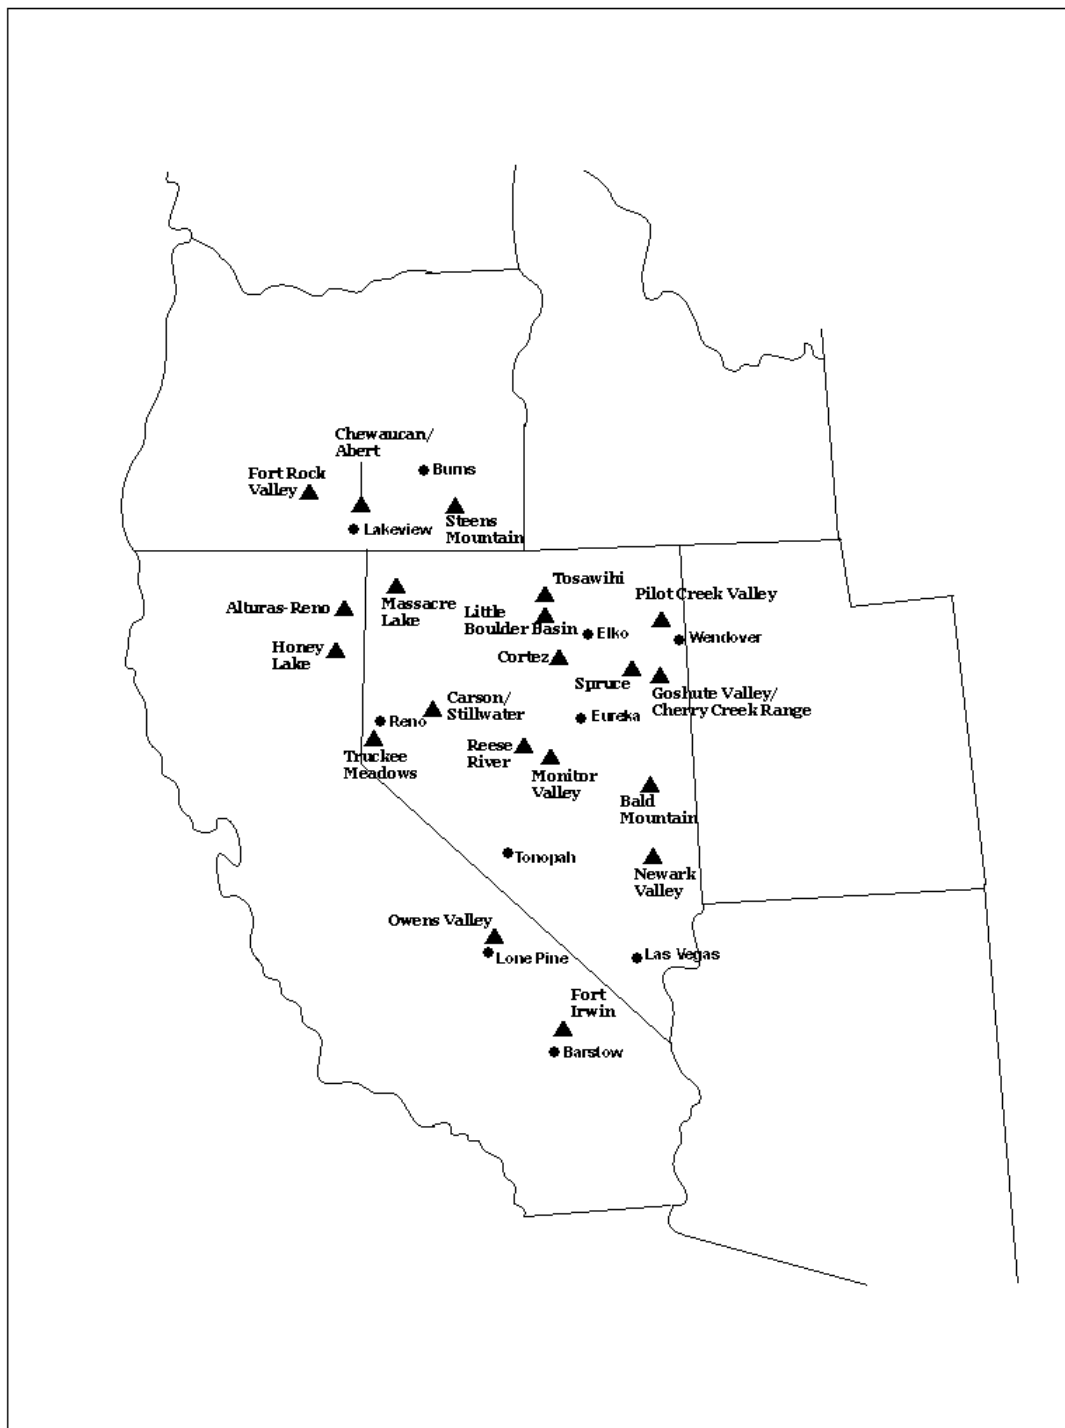 Chewaucan/
Abert
Burns
Fort Rock
Valley
Steens
Mountain
Lakeview
Tosawihi
Pilot Creek Valley
Massacre
Lake
Alturas-Reno
Little
Boulder Basin
Elko
Wendover
Honey
Lake
Cortez
Spruce
Goshute Valley/
Cherry Creek Range
Carson/
Stillwater
Reno
Eureka
Truckee
Meadows
Reese
River
Monitor
Valley
Bald
Mountain
Tonopah
Newark
Valley
Owens Valley
Lone Pine
Las Vegas
Fort
Irwin
Barstow